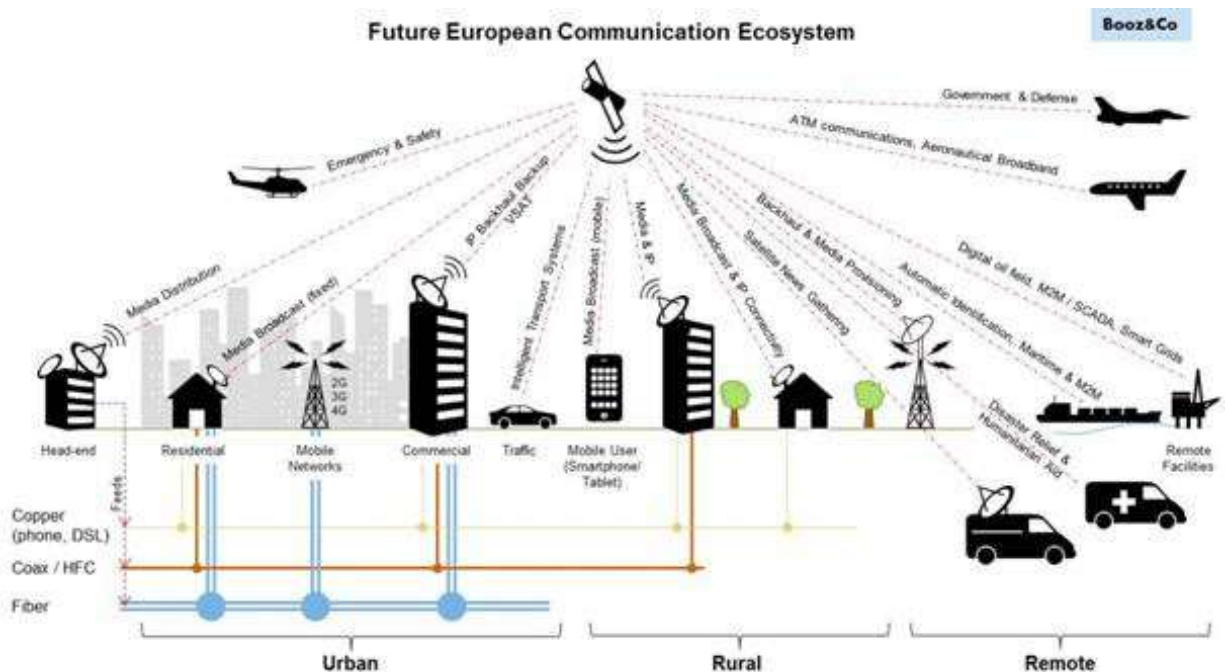 Future European Communication Ecosystem
Booz&Co
Government & Defense
ATM communications, Aeronautical Broadband
Emergency & Safety
IP Backhaul Backup
VSAT
Media Distribution
Media Broadcast (fixed)
Intelligent Transport Systems
Media Broadcast (mobile)
Media & IP
Media Broadcast & IP Connectivity
Satellite News Gathering
Backhaul & Media Provisioning
Automatic Identification, Maritime & M2M
Digital oil field, M2M / SCADA, Smart Grids
Disaster Relief &
Humanitarian Aid
2G
3G
4G
Head-end
Residential
Mobile
Networks
Commercial
Traffic
Mobile User
(Smartphone/
Tablet)
Remote
Facilities
Feeds
Copper
(phone, DSL)
Coax / HFC
Fiber
Urban
Rural
Remote